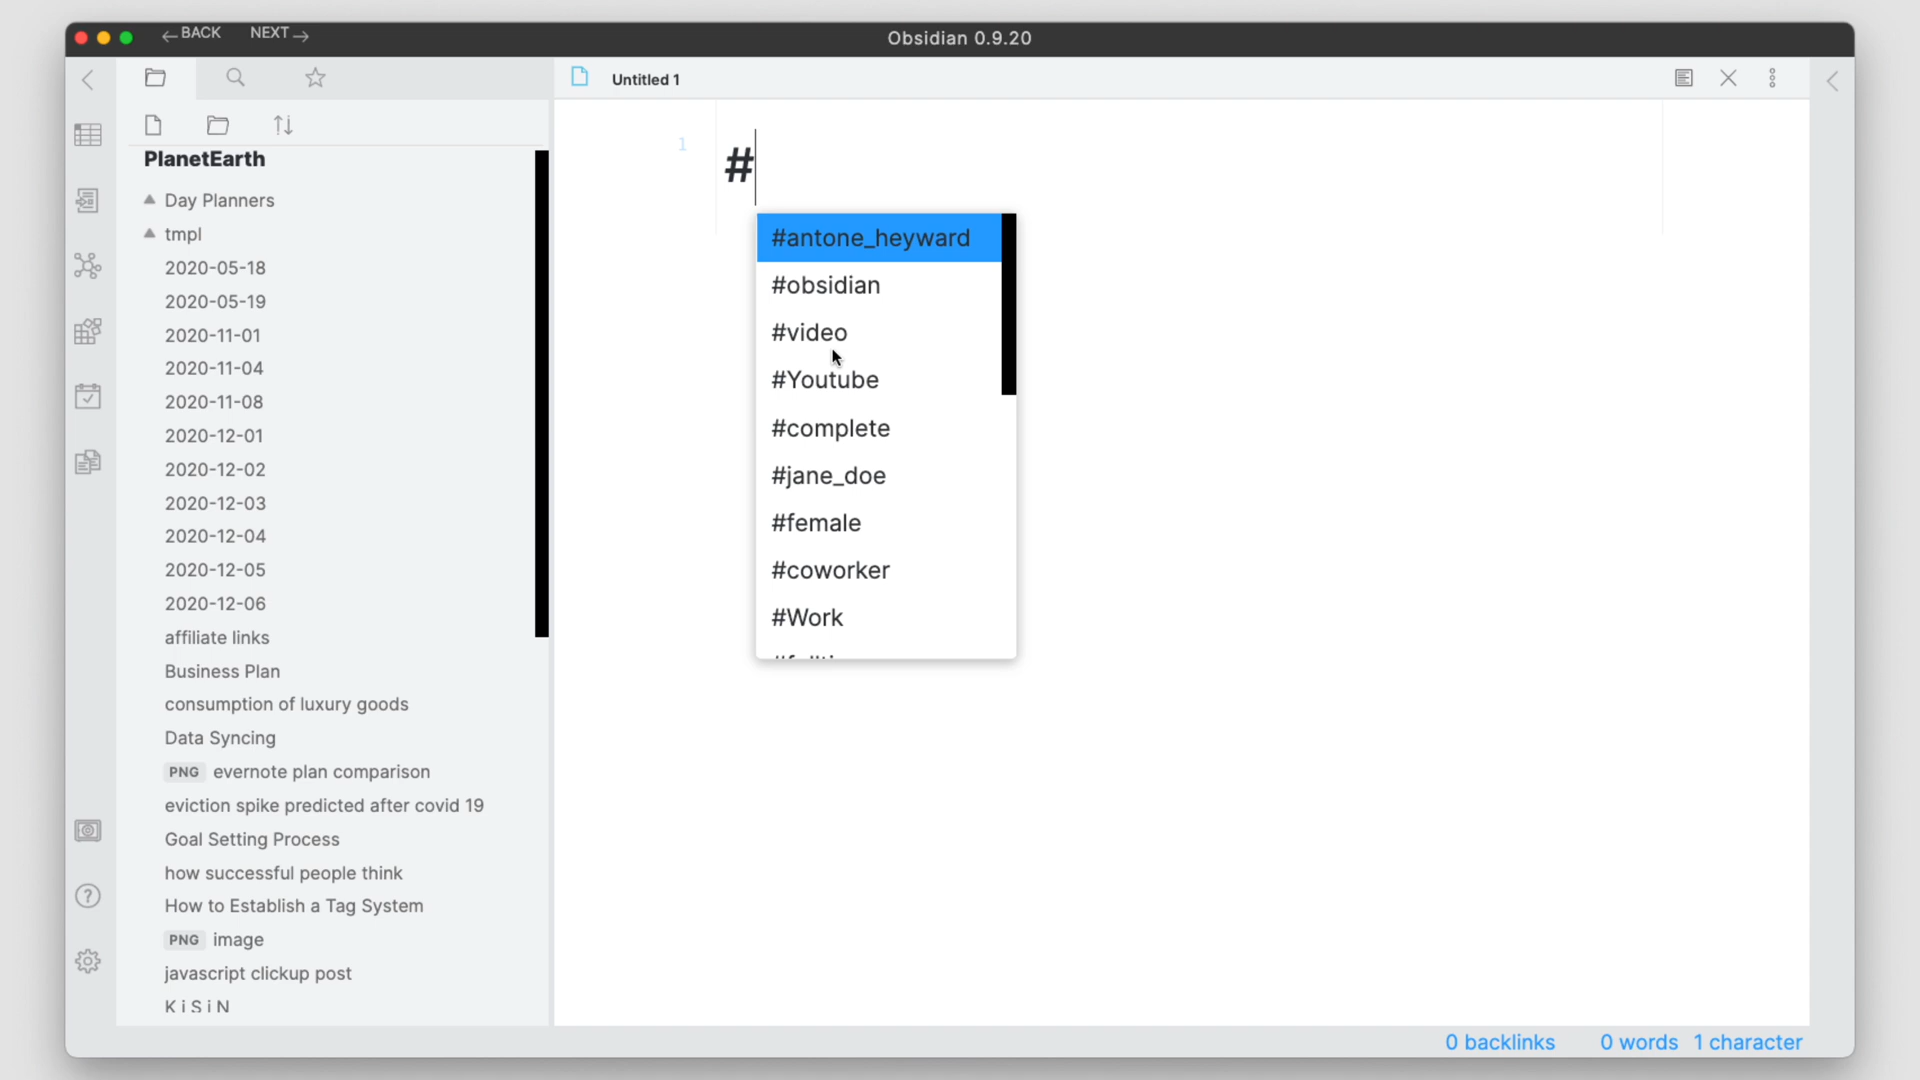 BACK NEXT Obsidian 0.9.20
Untitled 1
PlanetEarth
Day Planners
tmpl
2020-05-18
2020-05-19
2020-11-01
2020-11-04
2020-11-08
2020-12-01
2020-12-02
2020-12-03
2020-12-04
2020-12-05
2020-12-06
affiliate links
Business Plan
consumption of luxury goods
Data Syncing
PNG evernote plan comparison
eviction spike predicted after covid 19
Goal Setting Process
how successful people think
How to Establish a Tag System
PNG image
javascript clickup post
K i S i N
1 #
#antone_heyward
#obsidian
#video
#Youtube
#complete
#jane_doe
#female
#coworker
#Work
0 backlinks 0 words 1 character